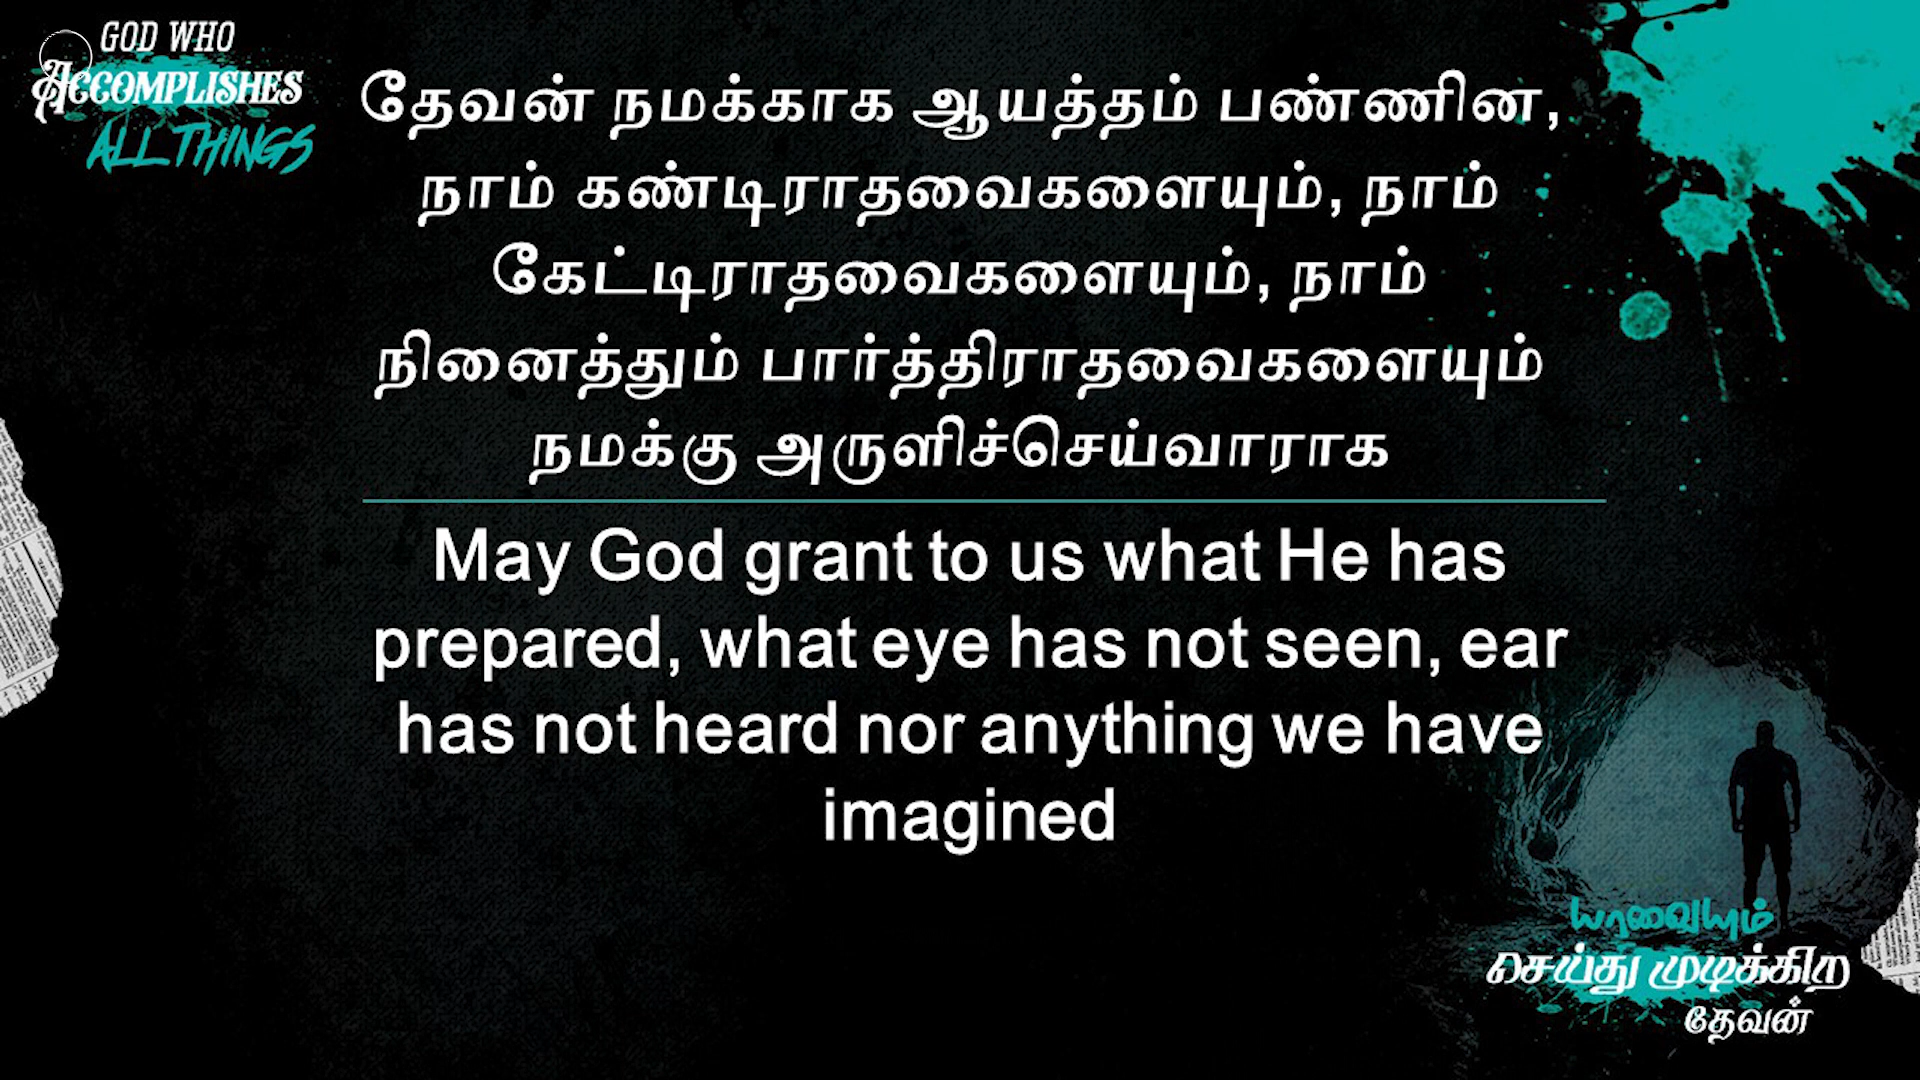 GOD WHO
ACCOMPLISHES
ALL THINGS
தேவன் நமக்காக ஆயத்தம் பண்ணின,
நாம் கண்டிராதவைகளையும், நாம்
கேட்டிராதவைகளையும், நாம்
நினைத்தும் பார்த்திராதவைகளையும்
நமக்கு அருளிச்செய்வாராக
May God grant to us what He has
prepared, what eye has not seen, ear
has not heard nor anything we have
imagined
யாவையும்
செய்து முடிக்கிற
தேவன்